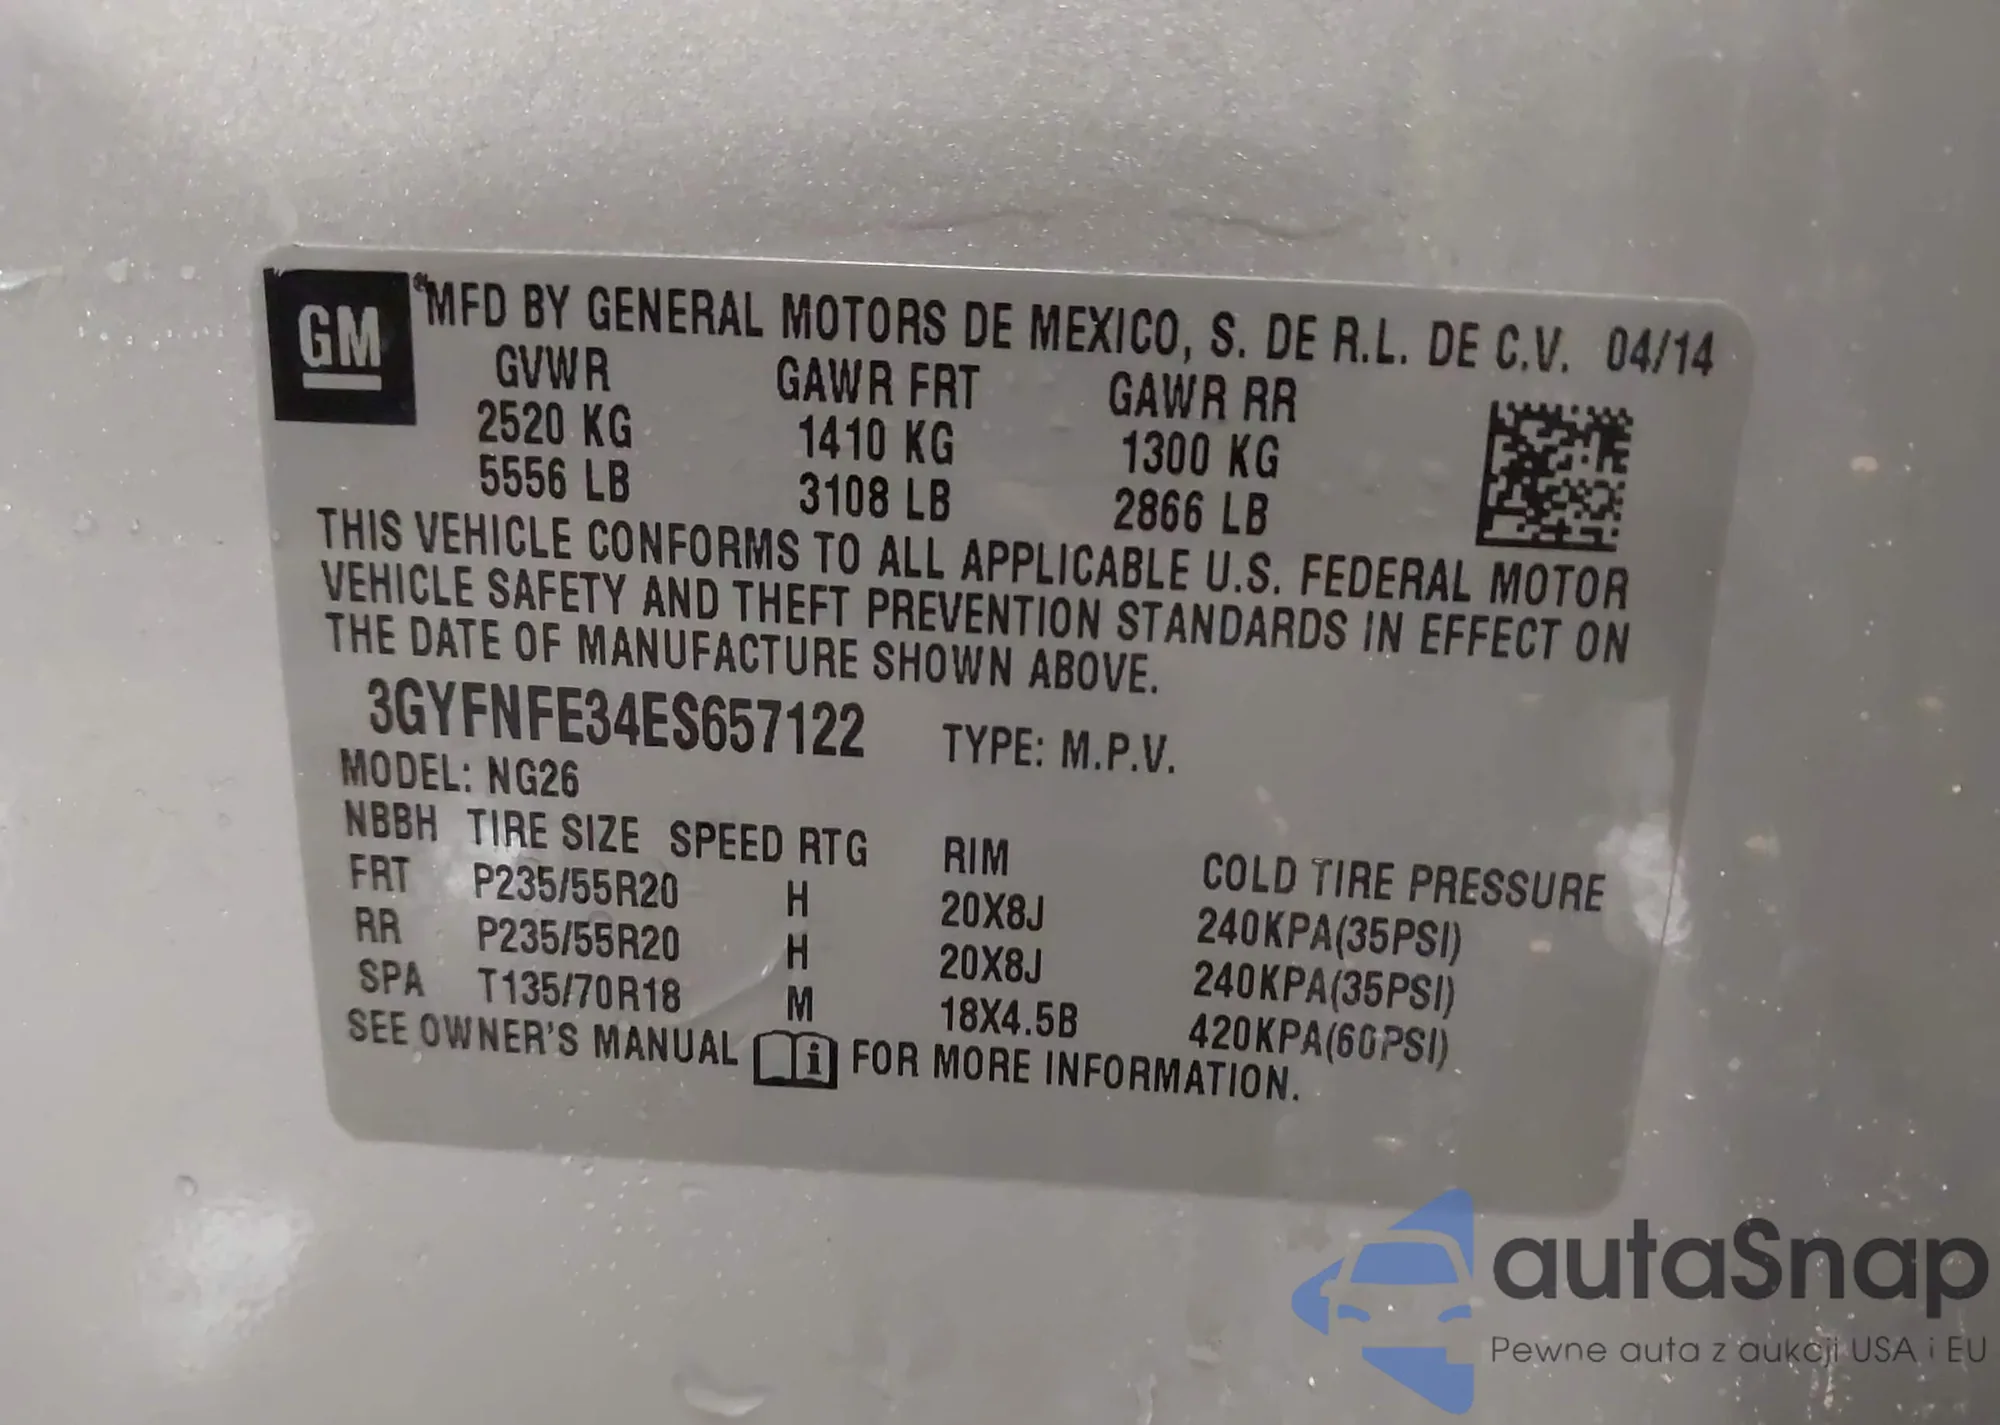 GM
MFD BY GENERAL MOTORS DE MEXICO, S. DE R.L. DE C.V. 04/14
GVWR GAWR FRT GAWR RR
2520 KG 1410 KG 1300 KG
5556 LB 3108 LB 2866 LB
THIS VEHICLE CONFORMS TO ALL APPLICABLE U.S. FEDERAL MOTOR
VEHICLE SAFETY AND THEFT PREVENTION STANDARDS IN EFFECT ON
THE DATE OF MANUFACTURE SHOWN ABOVE.
3GYFNFE34ES657122 TYPE: M.P.V.
MODEL: NG26
NBBH TIRE SIZE SPEED RTG RIM COLD TIRE PRESSURE
FRT P235/55R20 H 20X8J 240KPA(35PSI)
RR P235/55R20 H 20X8J 240KPA(35PSI)
SPA T135/70R18 M 18X4.5B 420KPA(60PSI)
SEE OWNER'S MANUAL i FOR MORE INFORMATION.
autaSnap
Pewne auta z aukcji USA i EU